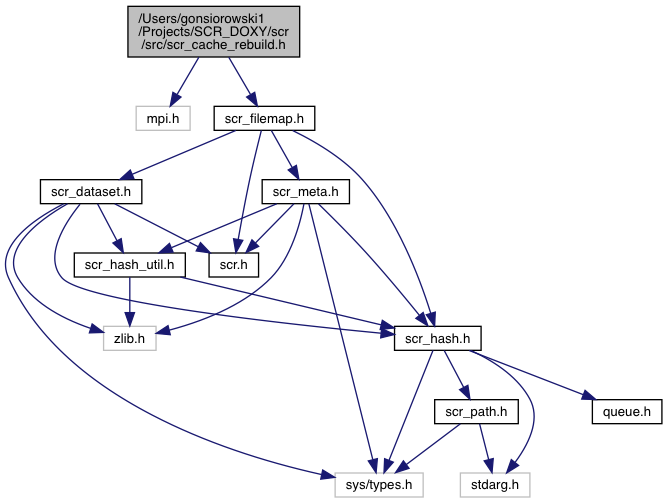 /Users/gonsiorowski1
/Projects/SCR_DOXY/scr
/src/scr_cache_rebuild.h
mpi.h
scr_filemap.h
scr_dataset.h
scr_meta.h
scr_hash_util.h
scr.h
zlib.h
scr_hash.h
scr_path.h
queue.h
sys/types.h
stdarg.h